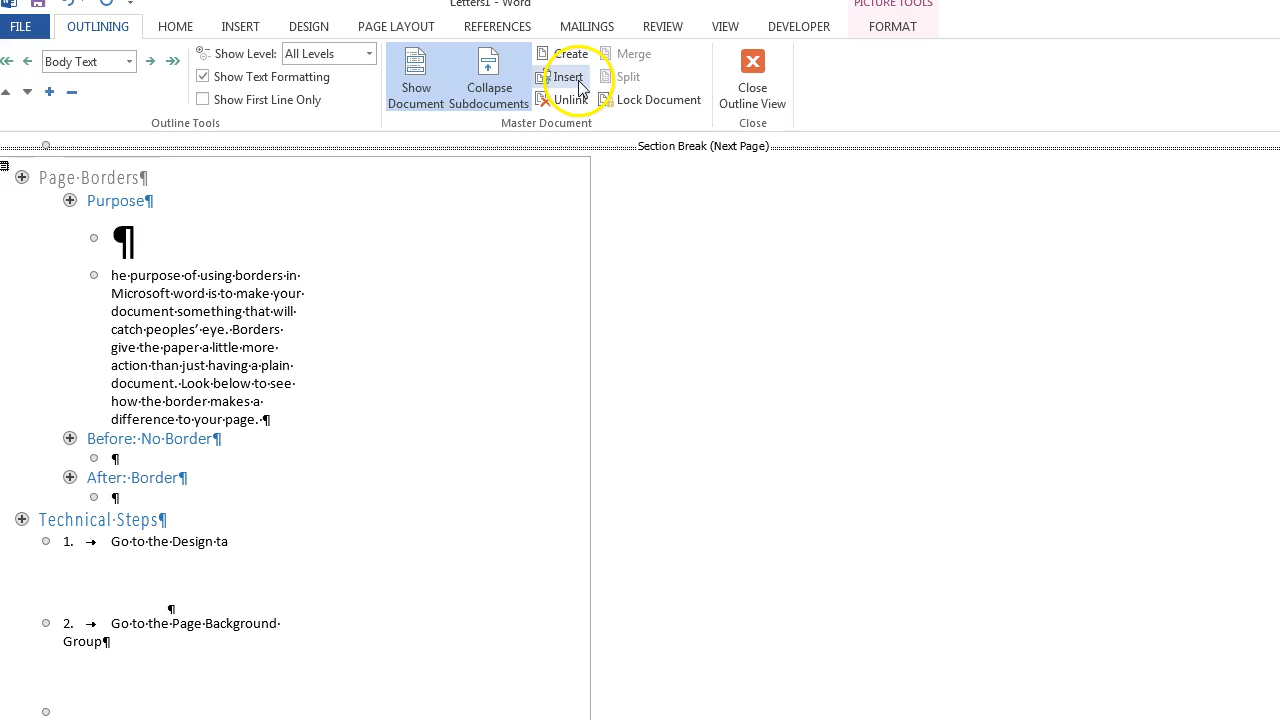 Letters1 - Word
PICTURE TOOLS
FILE OUTLINING HOME INSERT DESIGN PAGE LAYOUT REFERENCES MAILINGS REVIEW VIEW DEVELOPER FORMAT
Body Text
Show Level: All Levels
Show Text Formatting
Show First Line Only
Outline Tools
Show Document
Collapse Subdocuments
Create
Insert
Unlink
Merge
Split
Lock Document
Master Document
Close Outline View
Close
Section Break (Next Page)
Page·Borders¶
Purpose¶
¶
he·purpose·of·using·borders·in·
Microsoft·word·is·to·make·your·
document·something·that·will·
catch·peoples’·eye.·Borders·
give·the·paper·a·little·more·
action·than·just·having·a·plain·
document.·Look·below·to·see·
how·the·border·makes·a·
difference·to·your·page.·¶
Before:·No·Border¶
¶
After:·Border¶
¶
Technical·Steps¶
1. → Go·to·the·Design·ta
¶
2. → Go·to·the·Page·Background·
Group¶